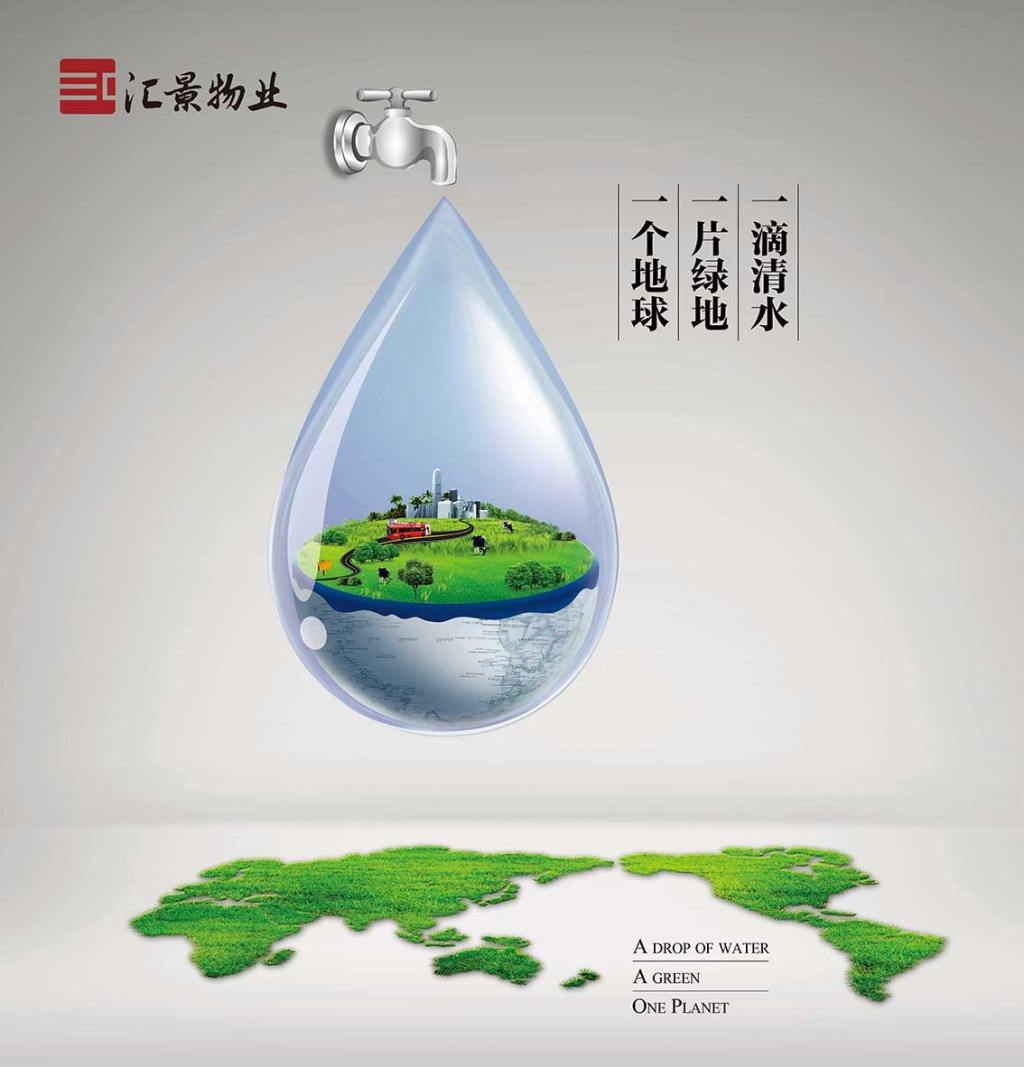 汇景物业
一滴清水
一片绿地
一个地球
A DROP OF WATER
A GREEN
ONE PLANET